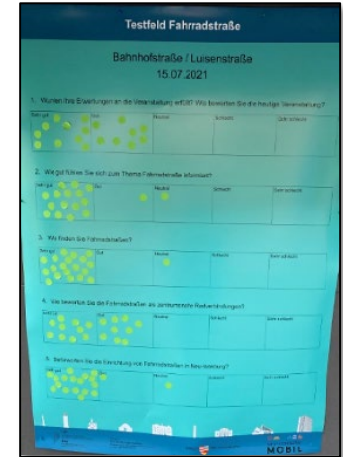 Testfeld Fahrradstraße
Bahnhofstraße / Luisenstraße
15.07.2021
1. Wurden Ihre Erwartungen an die Veranstaltung erfüllt? Wie bewerten Sie die heutige Veranstaltung?
Sehr gut Gut Neutral Schlecht Sehr schlecht
2. Wie gut fühlen Sie sich zum Thema Fahrradstraße informiert?
Sehr gut Gut Neutral Schlecht Sehr schlecht
3. Wie finden Sie Fahrradstraßen?
Sehr gut Gut Neutral Schlecht Sehr schlecht
4. Wie bewerten Sie die Fahrradstraßen als zentrumsnahe Radverbindungen?
Gut Neutral Schlecht Sehr schlecht
5. Befürworten Sie die Einrichtung von Fahrradstraßen in Neu-Isenburg?
Sehr gut Gut Neutral Schlecht Sehr schlecht
MOBIL